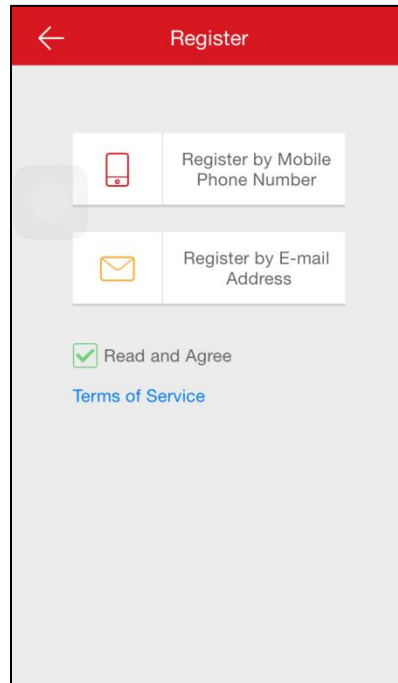 Register
Register by Mobile
Phone Number
Register by E-mail
Address
Read and Agree
Terms of Service